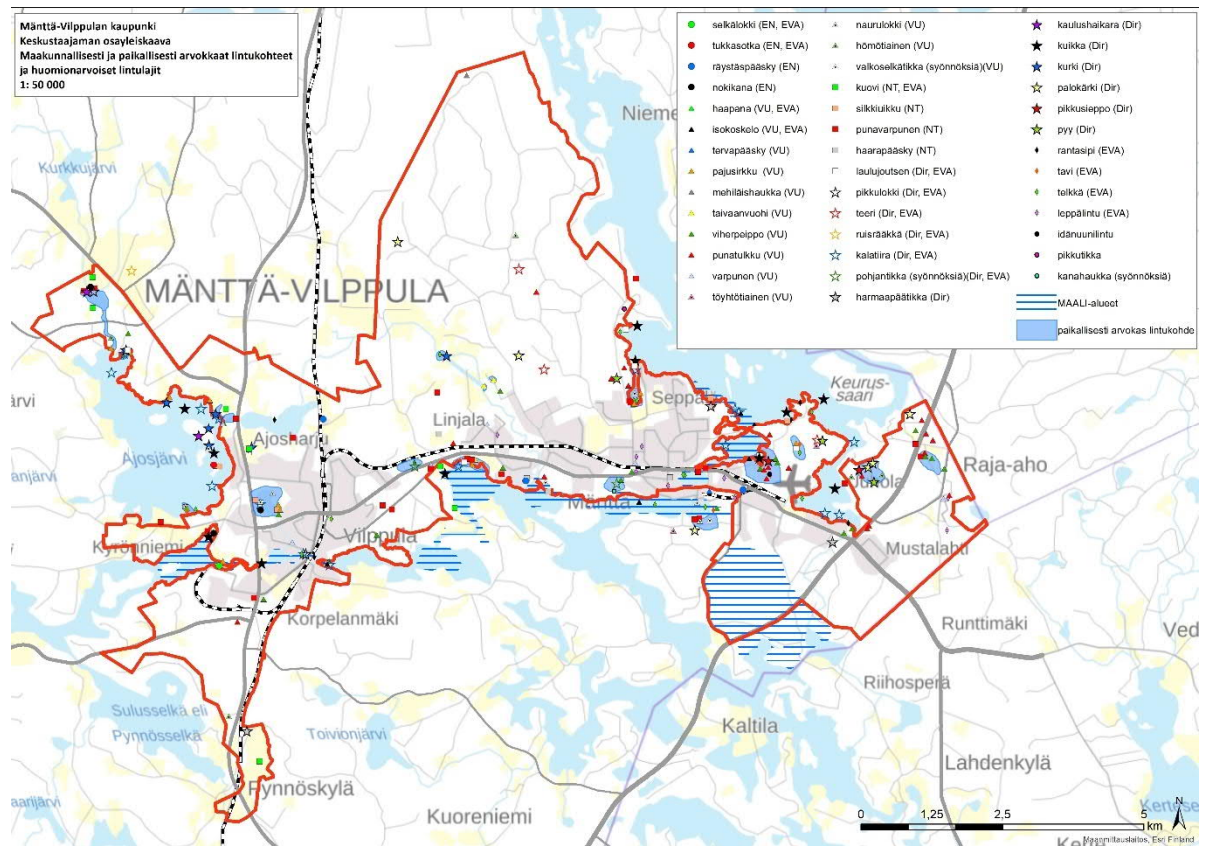 Mänttä-Vilppulan kaupunki
Keskustaajaman osayleiskaava
Maakunnallisesti ja paikallisesti arvokkaat lintukohteet
ja huomionarvoiset lintulajit
1: 50 000
selkälokki (EN, EVA)
tukkasotka (EN, EVA)
räystäspääsky (EN)
nokikana (EN)
haapana (VU, EVA)
isokoskelo (VU, EVA)
tervapääsky (VU)
pajusirkku (VU)
mehiläishaukka (VU)
taivaanvuohi (VU)
viherpeippo (VU)
punatulkku (VU)
varpunen (VU)
töyhtötiainen (VU)
naurulokki (VU)
hömötiainen (VU)
valkoselkätikka (syönnöksiä)(VU)
kuovi (NT, EVA)
silkkiuikku (NT)
punavarpunen (NT)
haarapääsky (NT)
laulujoutsen (Dir, EVA)
pikkulokki (Dir, EVA)
teeri (Dir, EVA)
ruisrääkkä (Dir, EVA)
kalatiira (Dir, EVA)
pohjantikka (syönnöksiä)(Dir, EVA)
harmaapäätikka (Dir)
kaulushaikara (Dir)
kuikka (Dir)
kurki (Dir)
palokärki (Dir)
pikkusieppo (Dir)
pyy (Dir)
rantasipi (EVA)
tavi (EVA)
telkkä (EVA)
leppälintu (EVA)
idänuunilintu
pikkutikka
kanahaukka (syönnöksiä)
MAALI-alueet
paikallisesti arvokas lintukohde
Nieme
Kurkkujärvi
MÄNTTÄ-VILPPULA
Keurus-
saari
ärvi
Linjala
Seppälä
Ajosharju
Ajosjärvi
anjärvi
Raja-aho
Mänttä
Vilppula
Kyrönniemi
Mustalahti
Korpelanmäki
Runttimäki
Ved
Riihosperä
Sulusselkä eli
Pynnösselkä
Toivionjärvi
Kaltila
Lahdenkylä
Pynnöskylä
Kuoreniemi
aarijärvi
Kertese
N
0 1,25 2,5 5
km
Maanmittauslaitos, Esri Finland